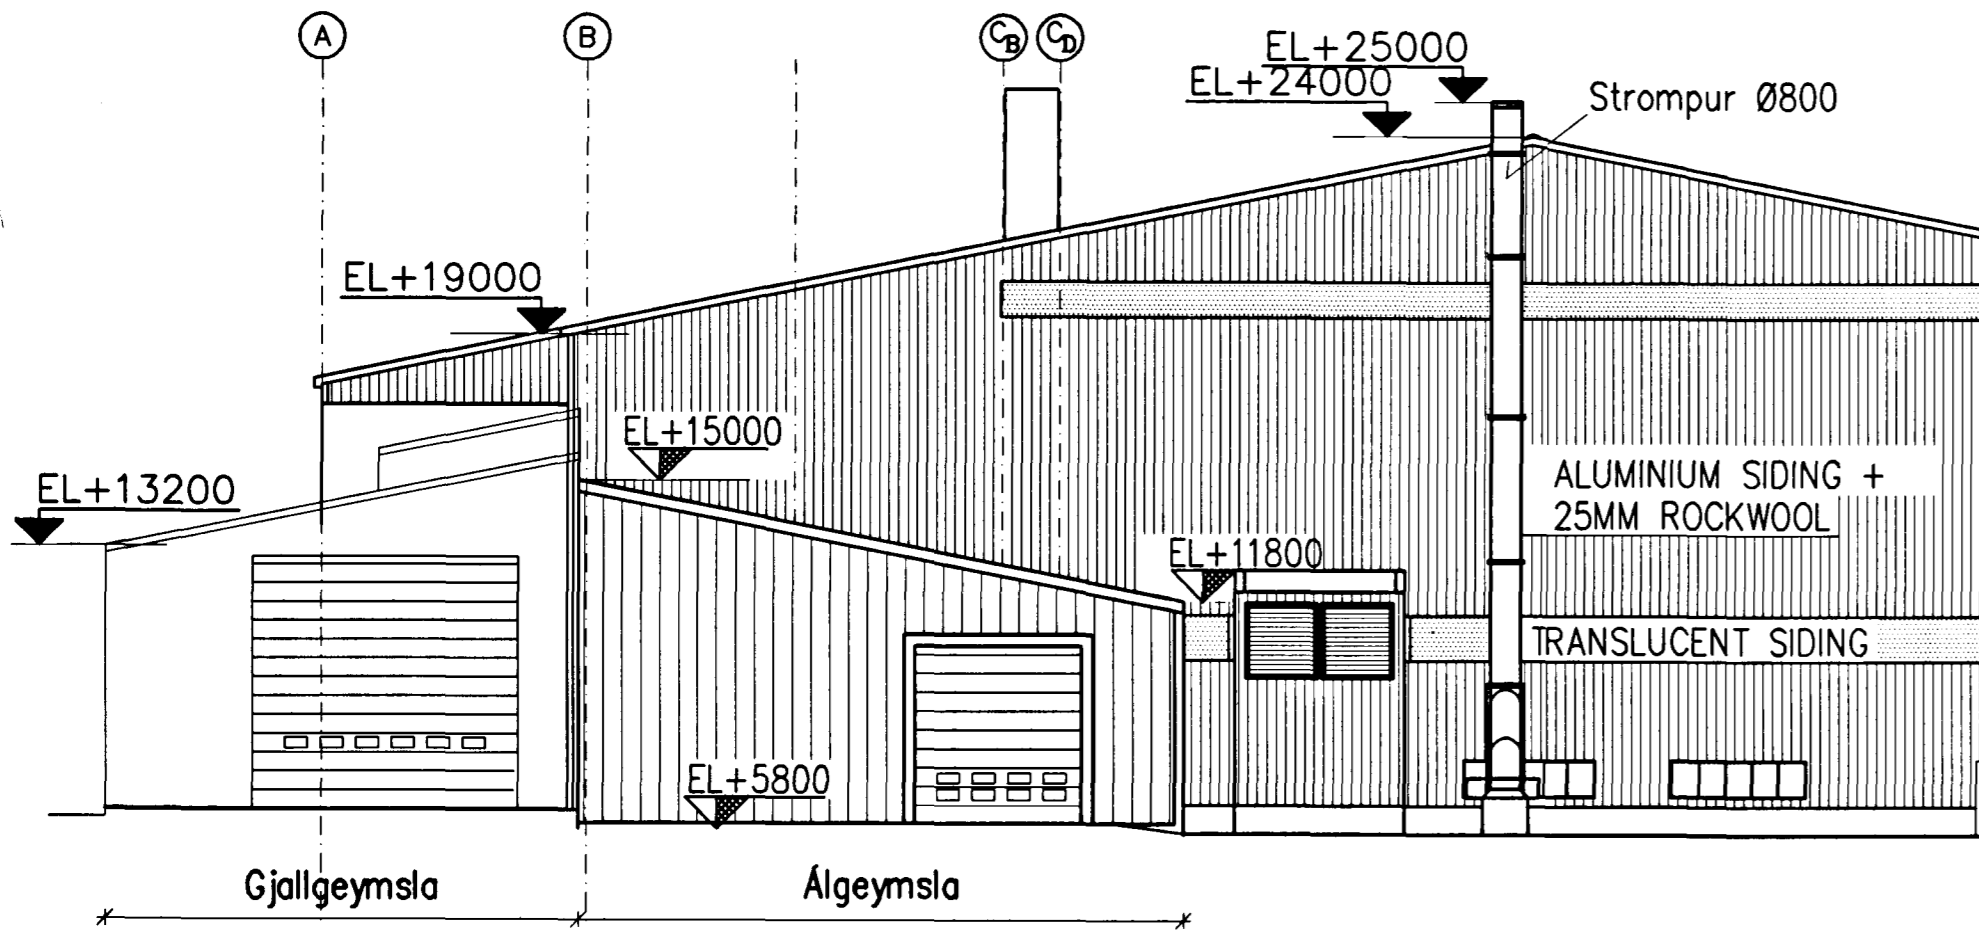 A
B
CB
CD
EL+25000
EL+24000
Strompur Ø800
EL+19000
EL+15000
EL+13200
ALUMINIUM SIDING +
25MM ROCKWOOL
EL+11800
TRANSLUCENT SIDING
EL+5800
Gjallgeymsla
Álgeymsla